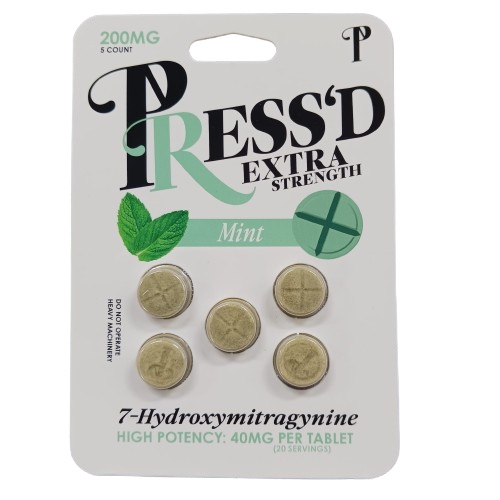 200MG
5 COUNT
P
PRESS'D
EXTRA
STRENGTH
Mint
DO NOT OPERATE
HEAVY MACHINERY
7-Hydroxymitragynine
HIGH POTENCY: 40MG PER TABLET
(20 SERVINGS)